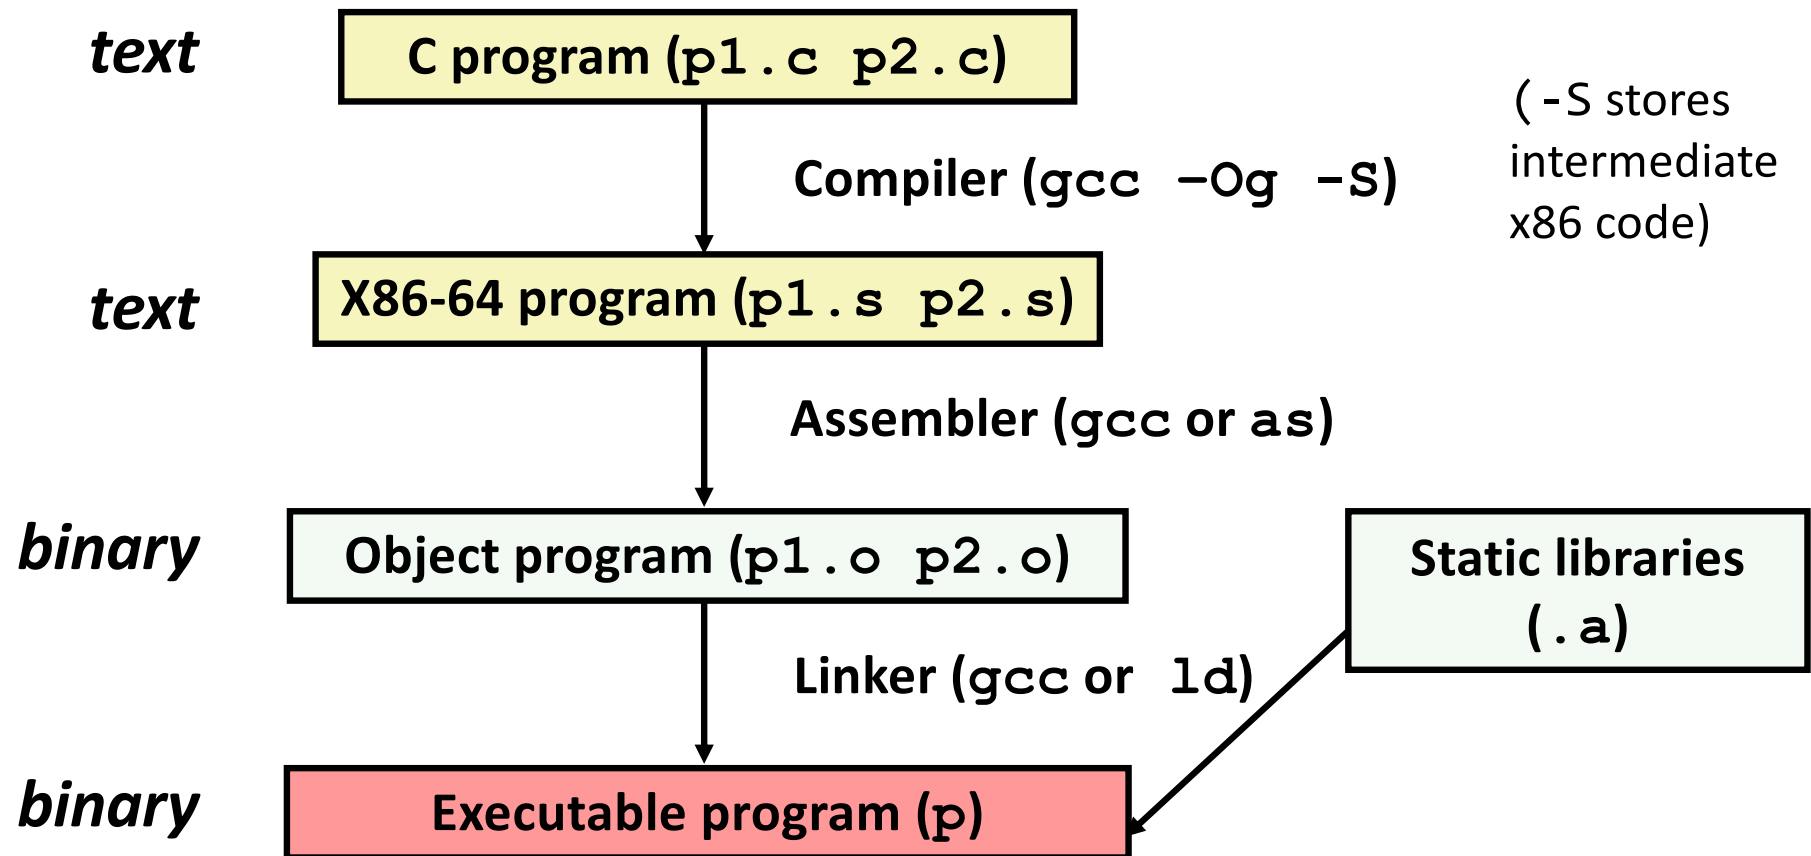 text
C program (p1.c p2.c)
Compiler (gcc –Og -S)
(-S stores
intermediate
x86 code)
text
X86-64 program (p1.s p2.s)
Assembler (gcc or as)
binary
Object program (p1.o p2.o)
Static libraries
(.a)
Linker (gcc or ld)
binary
Executable program (p)